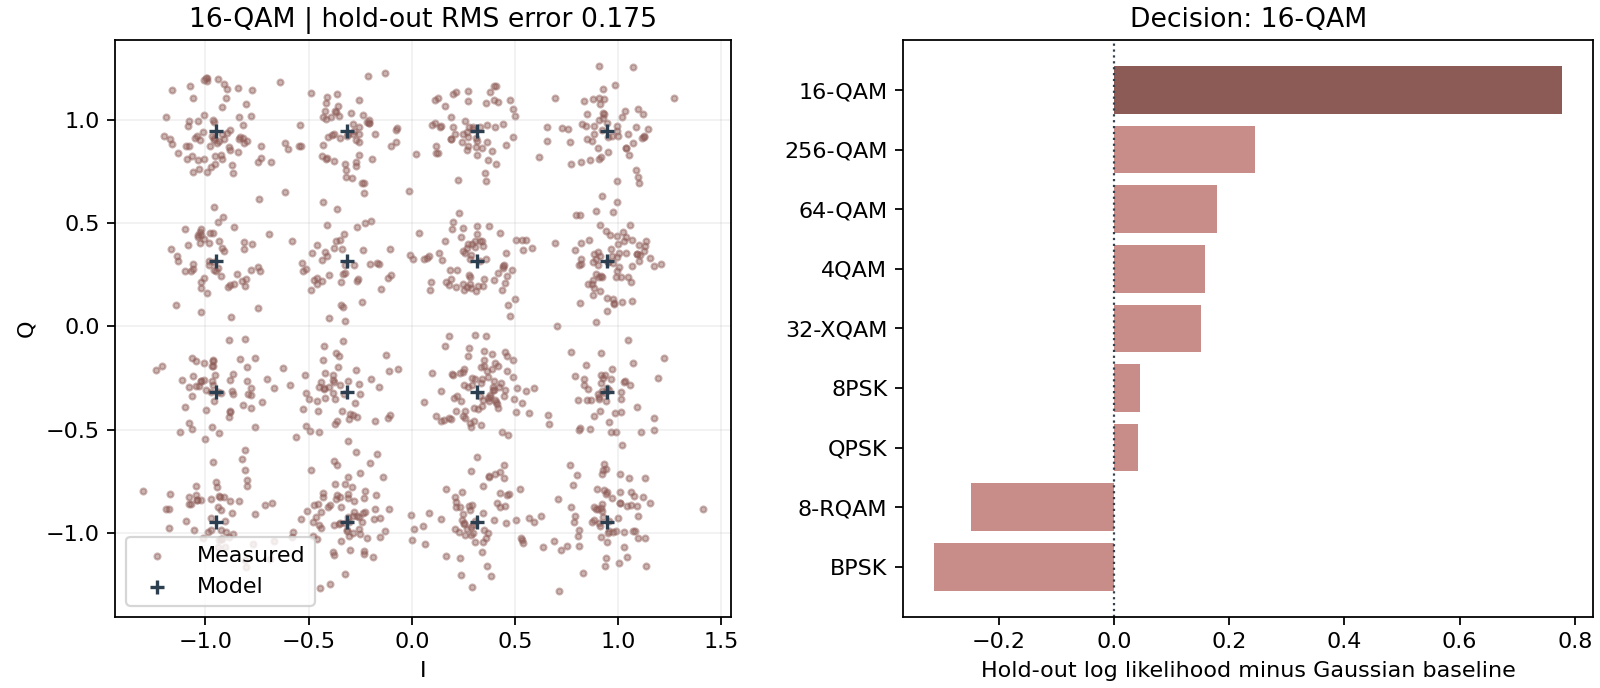 16-QAM | hold-out RMS error 0.175
1.0
0.5
0.0
−0.5
−1.0
Q
Measured
Model
−1.0
−0.5
0.0
0.5
1.0
1.5
I
Decision: 16-QAM
16-QAM
256-QAM
64-QAM
4QAM
32-XQAM
8PSK
QPSK
8-RQAM
BPSK
−0.2
0.0
0.2
0.4
0.6
0.8
Hold-out log likelihood minus Gaussian baseline